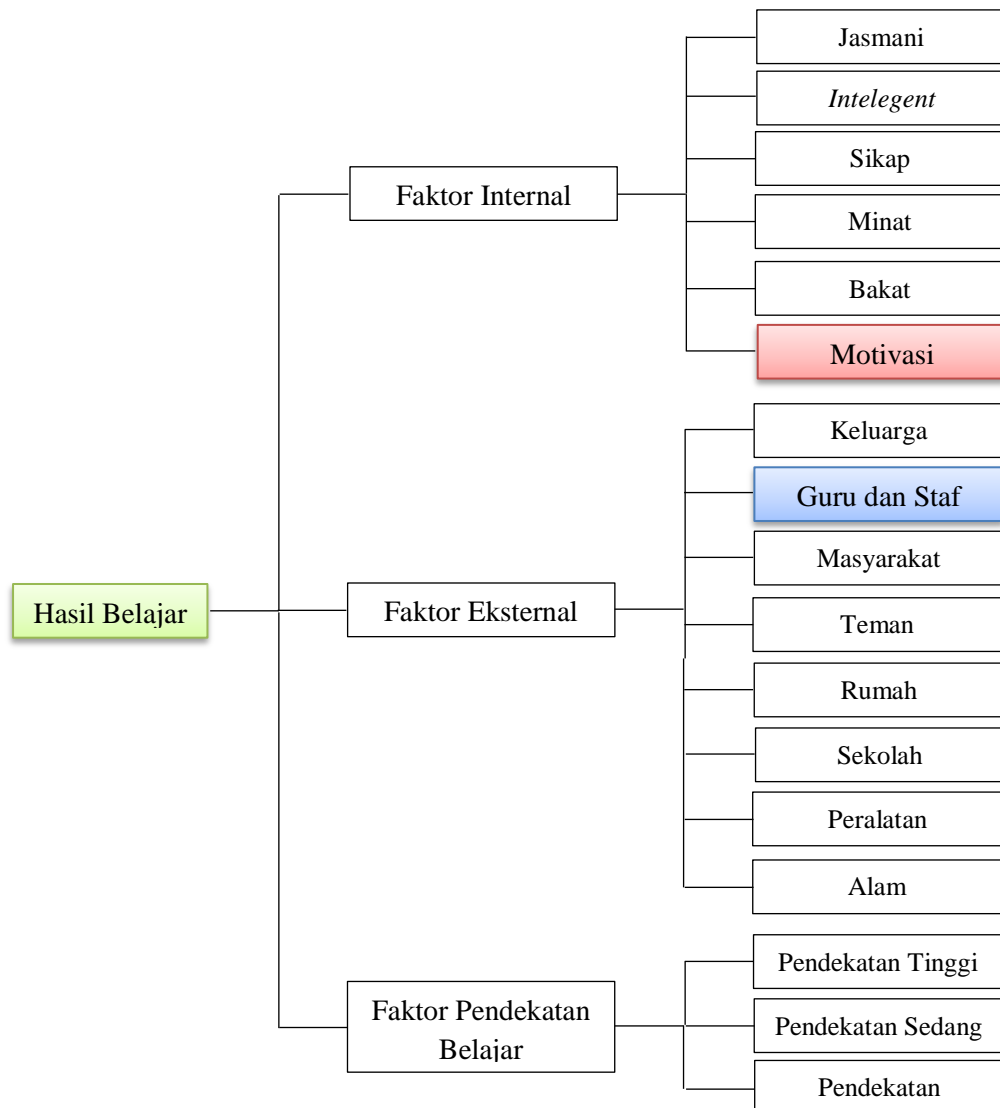 Jasmani
Intelegent
Sikap
Faktor Internal
Minat
Bakat
Motivasi
Keluarga
Guru dan Staf
Masyarakat
Hasil Belajar
Faktor Eksternal
Teman
Rumah
Sekolah
Peralatan
Alam
Pendekatan Tinggi
Faktor Pendekatan
Belajar
Pendekatan Sedang
Pendekatan